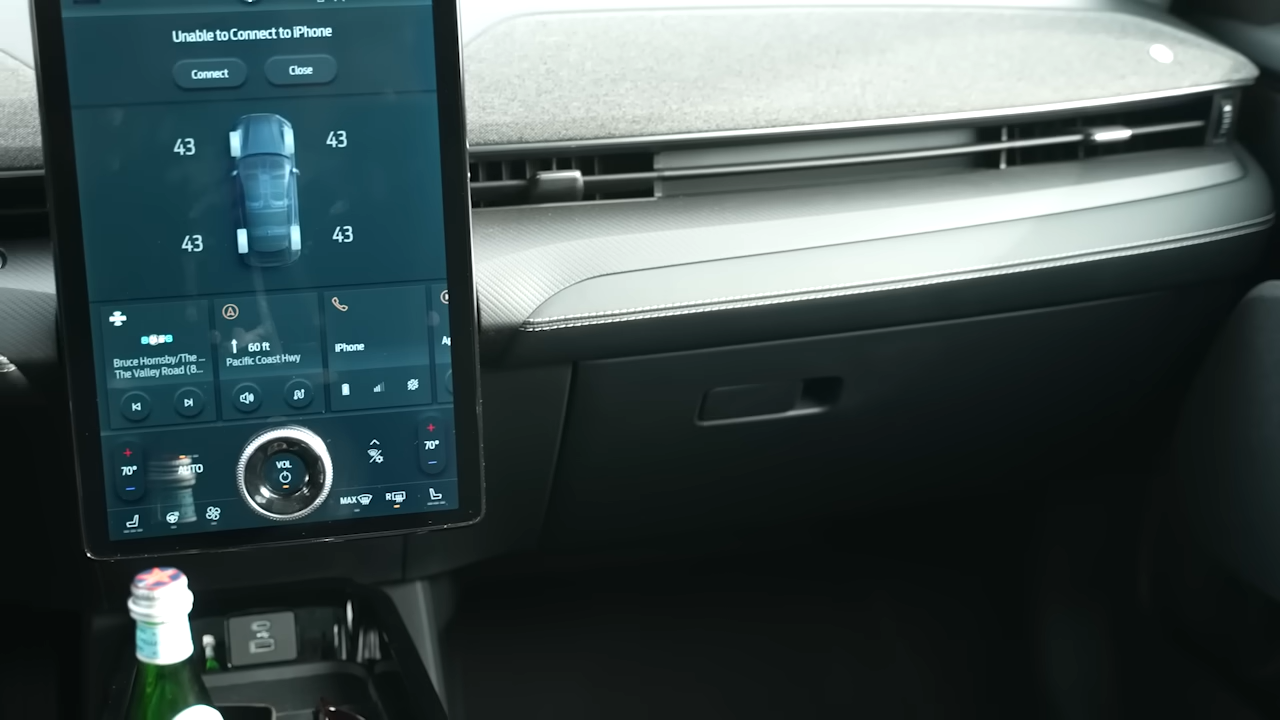 Unable to Connect to iPhone
Connect
Close
43
43
43
43
Bruce Hornsby/The ...
The Valley Road (8...
60 ft
Pacific Coast Hwy
iPhone
Ap
70°
AUTO
VOL
70°
MAX
R